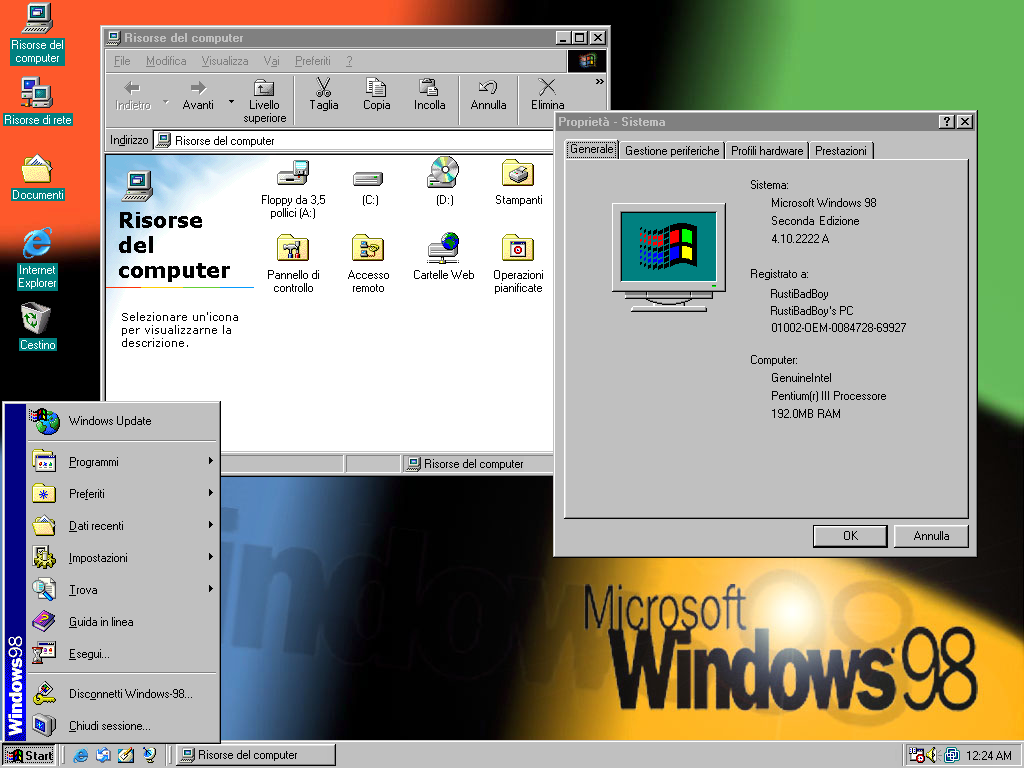 Risorse del
computer
Risorse di rete
Documenti
Internet
Explorer
Cestino
Risorse del computer
File Modifica Visualizza Vai Preferiti ?
Indietro Avanti Livello
superiore Taglia Copia Incolla Annulla Elimina »
Indirizzo Risorse del computer
Risorse
del
computer
Selezionare un'icona
per visualizzarne la
descrizione.
Floppy da 3,5
pollici (A:)
(C:)
(D:)
Stampanti
Pannello di
controllo
Accesso
remoto
Cartelle Web
Operazioni
pianificate
Risorse del computer
Proprietà - Sistema
Generale Gestione periferiche Profili hardware Prestazioni
Sistema:
Microsoft Windows 98
Seconda Edizione
4.10.2222 A
Registrato a:
RustiBadBoy
RustiBadBoy's PC
01002-OEM-0084728-69927
Computer:
GenuineIntel
Pentium(r) III Processore
192.0MB RAM
OK Annulla
Windows Update
Programmi
Preferiti
Dati recenti
Impostazioni
Trova
Guida in linea
Esegui...
Disconnetti Windows-98...
Chiudi sessione...
Windows98
Microsoft
Windows 98
Start Risorse del computer 12:24 AM